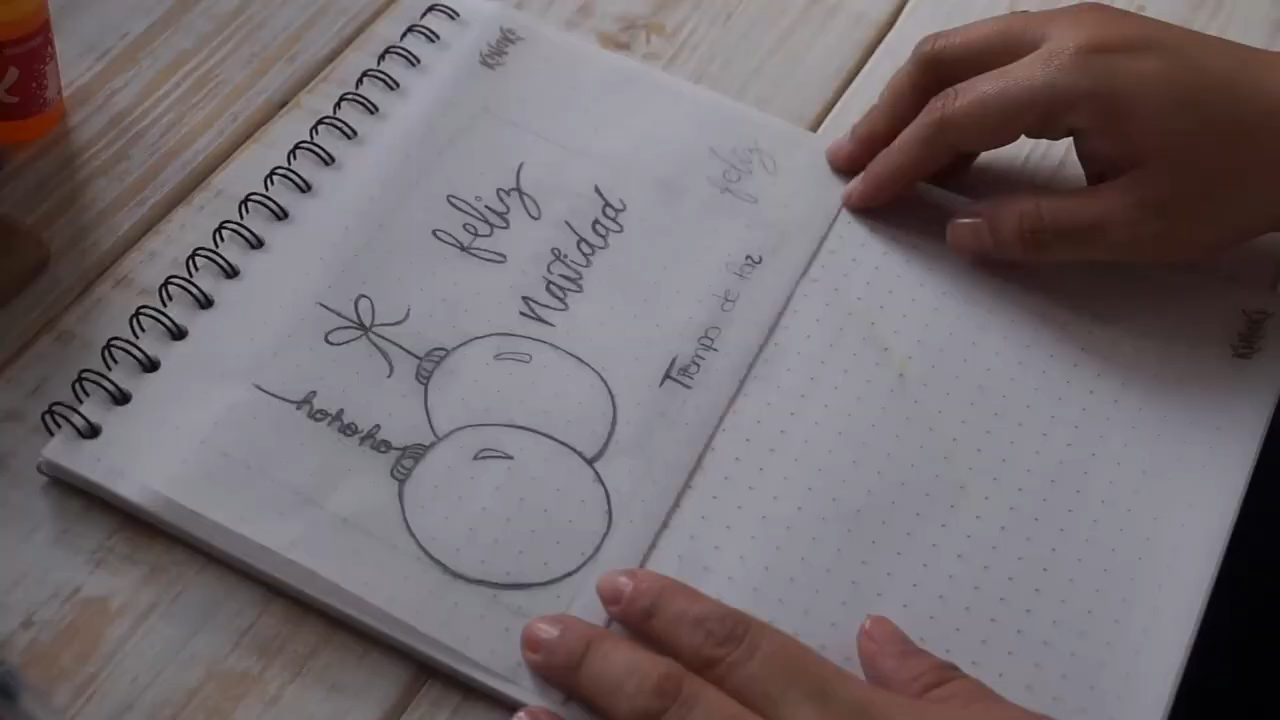 feliz
navidad
hohoho
Tiempo de paz
feliz